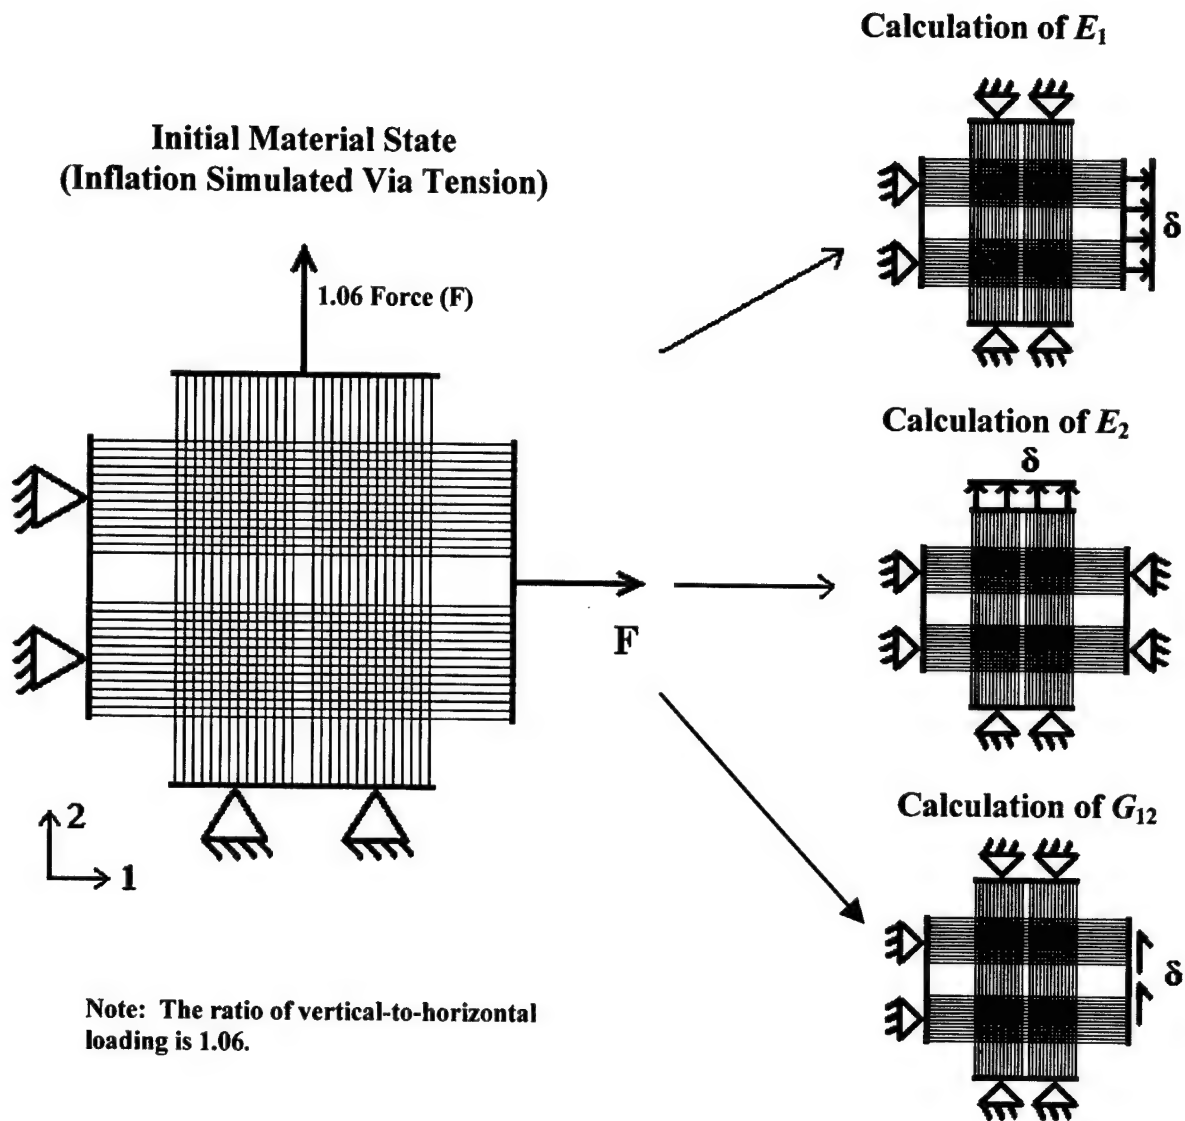 Calculation of E1
Initial Material State
(Inflation Simulated Via Tension)
δ
1.06 Force (F)
Calculation of E2
δ
F
Calculation of G12
2
1
δ
Note: The ratio of vertical-to-horizontal
loading is 1.06.